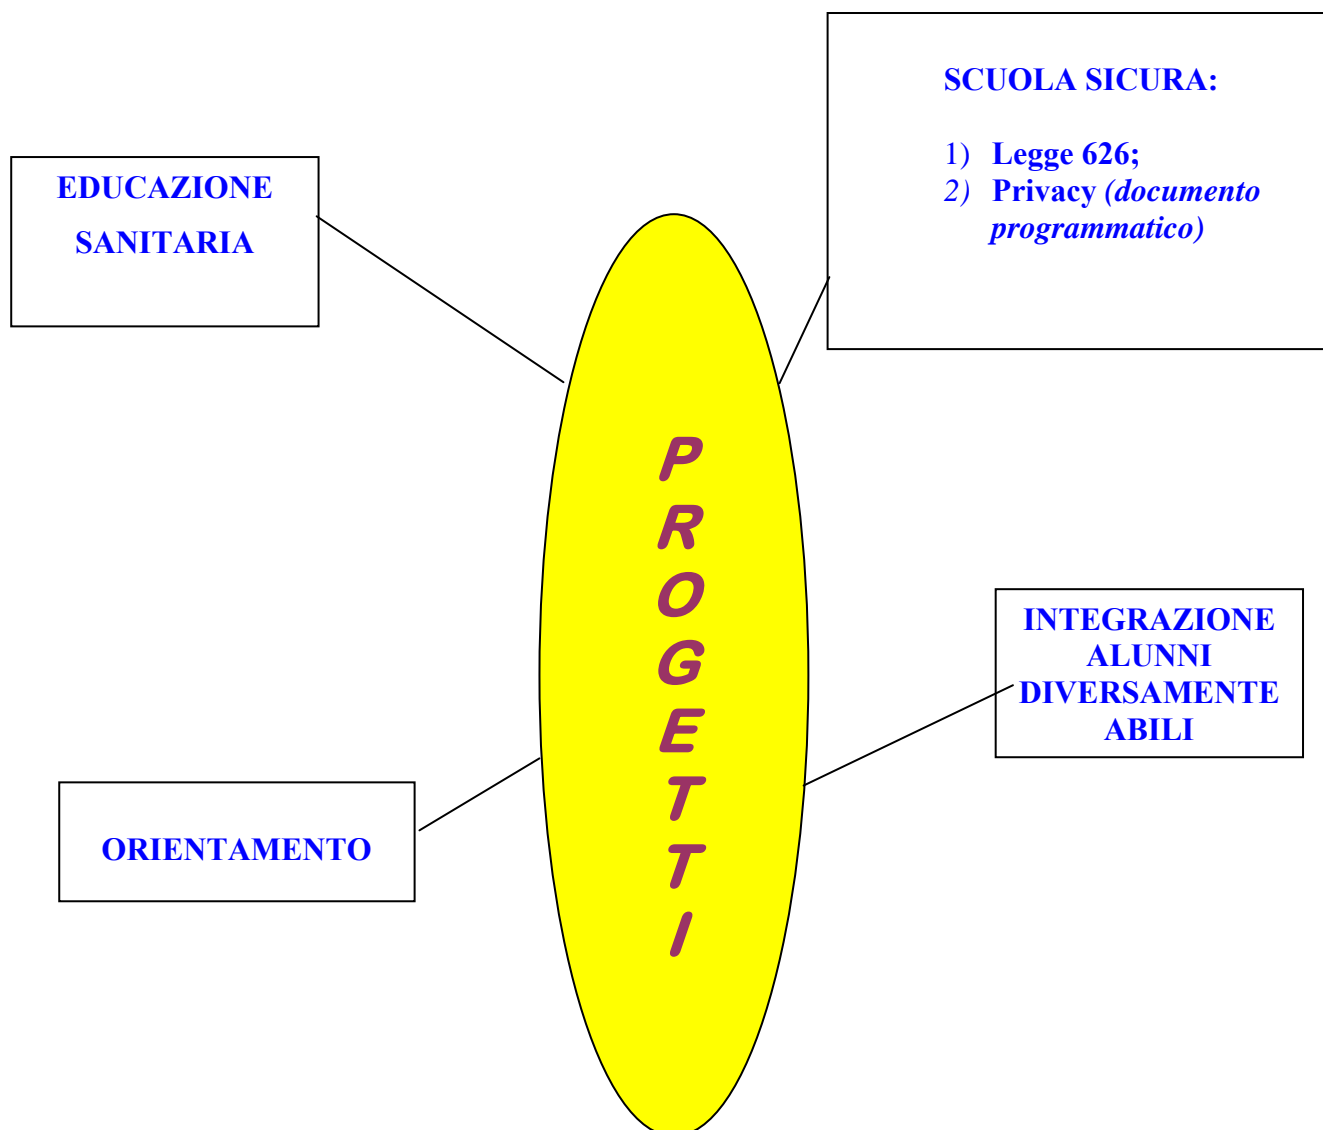 SCUOLA SICURA:
1) Legge 626;
2) Privacy (documento
programmatico)
EDUCAZIONE
SANITARIA
P
R
O
G
E
T
T
I
INTEGRAZIONE
ALUNNI
DIVERSAMENTE
ABILI
ORIENTAMENTO